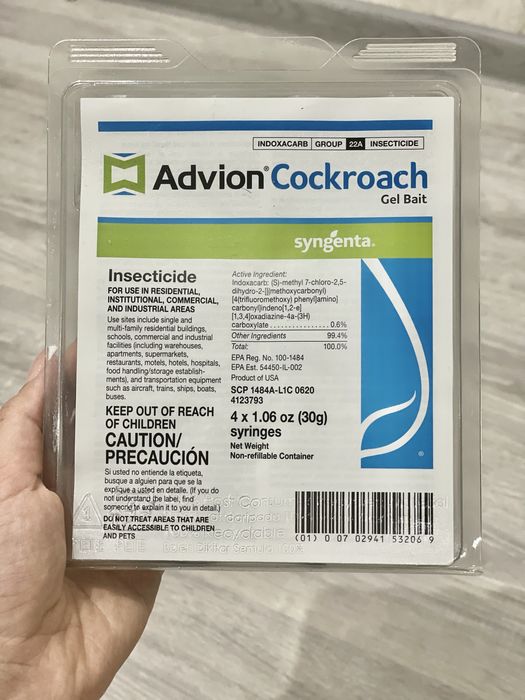 INDOXACARB GROUP 22A INSECTICIDE
Advion® Cockroach
Gel Bait
syngenta®
Insecticide
FOR USE IN RESIDENTIAL,
INSTITUTIONAL, COMMERCIAL,
AND INDUSTRIAL AREAS
Use sites include single and
multi-family residential buildings,
schools, commercial and industrial
facilities (including warehouses,
apartments, supermarkets,
restaurants, motels, hotels, hospitals,
food handling/storage establish-
ments), and transportation equipment
such as aircraft, trains, ships, boats,
buses.
KEEP OUT OF REACH
OF CHILDREN
CAUTION/
PRECAUCIÓN
Si usted no entiende la etiqueta,
busque a alguien para que se la
explique a usted en detalle. (If you do
not understand the label, find
someone to explain it to you in detail.)
DO NOT TREAT AREAS THAT ARE
EASILY ACCESSIBLE TO CHILDREN
AND PETS
Active Ingredient:
Indoxacarb: (S)-methyl 7-chloro-2,5-
dihydro-2-[[(methoxycarbonyl)
[4(trifluoromethoxy) phenyl]amino]
carbonyl]indeno[1,2-e]
[1,3,4]oxadiazine-4a-(3H)
carboxylate ................. 0.6%
Other Ingredients 99.4%
Total: 100.0%
EPA Reg. No. 100-1484
EPA Est. 54450-IL-002
Product of USA
SCP 1484A-L1C 0620
4123793
4 x 1.06 oz (30g)
syringes
Net Weight
Non-refillable Container
®
(01) 0 07 02941 53206 9